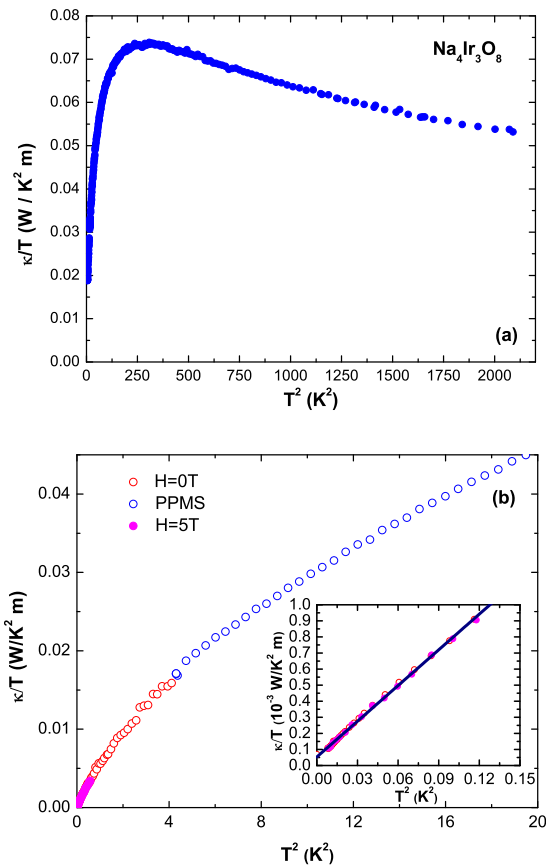 0.08
0.07
0.06
0.05
0.04
0.03
0.02
0.01
0.00
κ/T (W / K² m)
Na₄Ir₃O₈
(a)
0 250 500 750 1000 1250 1500 1750 2000
T² (K²)
0.04
0.03
0.02
0.01
0.00
κ/T (W/K² m)
H=0T
PPMS
H=5T
(b)
1.0
0.9
0.8
0.7
0.6
0.5
0.4
0.3
0.2
0.1
0.0
κ/T (10⁻³ W/K² m)
0.00 0.03 0.06 0.09 0.12 0.15
T² (K²)
0 4 8 12 16 20
T² (K²)